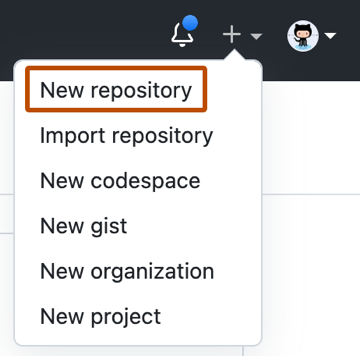 New repository
Import repository
New codespace
New gist
New organization
New project